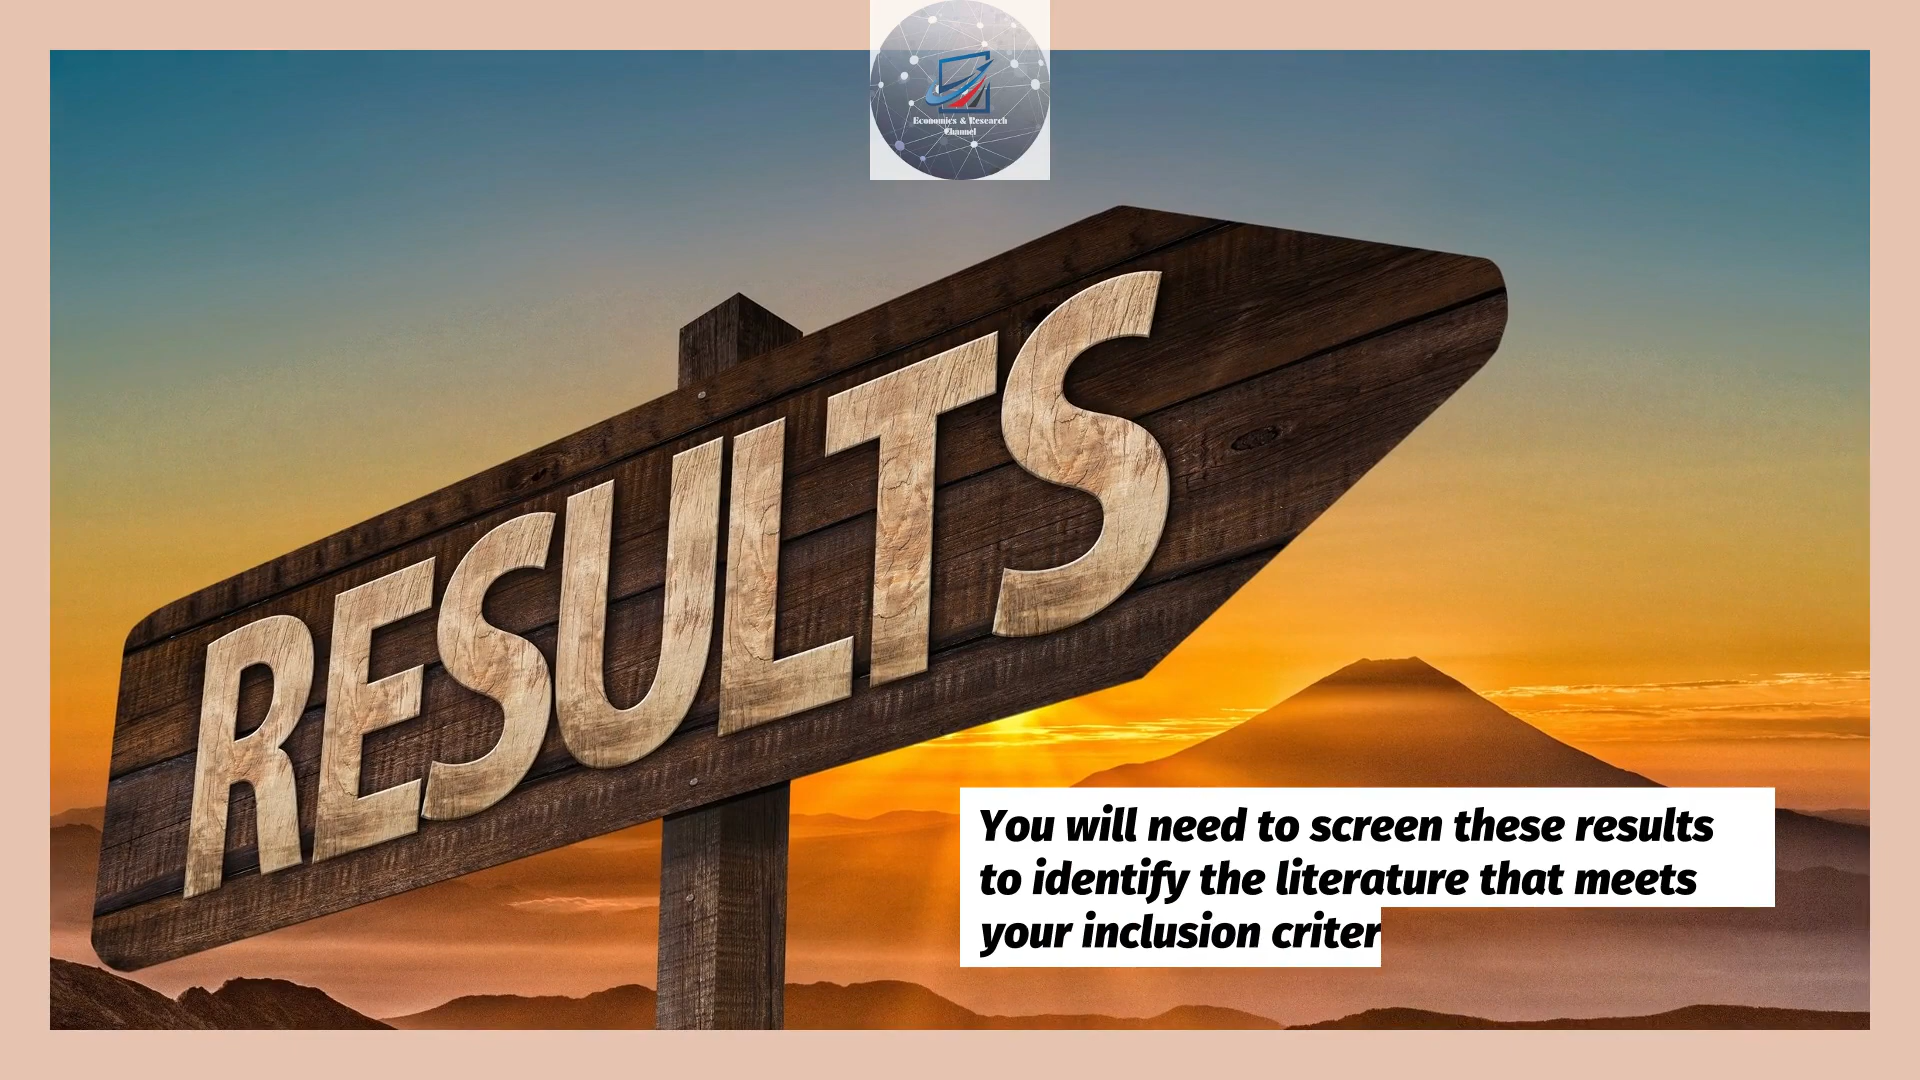 Economics & Research
Channel
RESULTS
You will need to screen these results
to identify the literature that meets
your inclusion criter